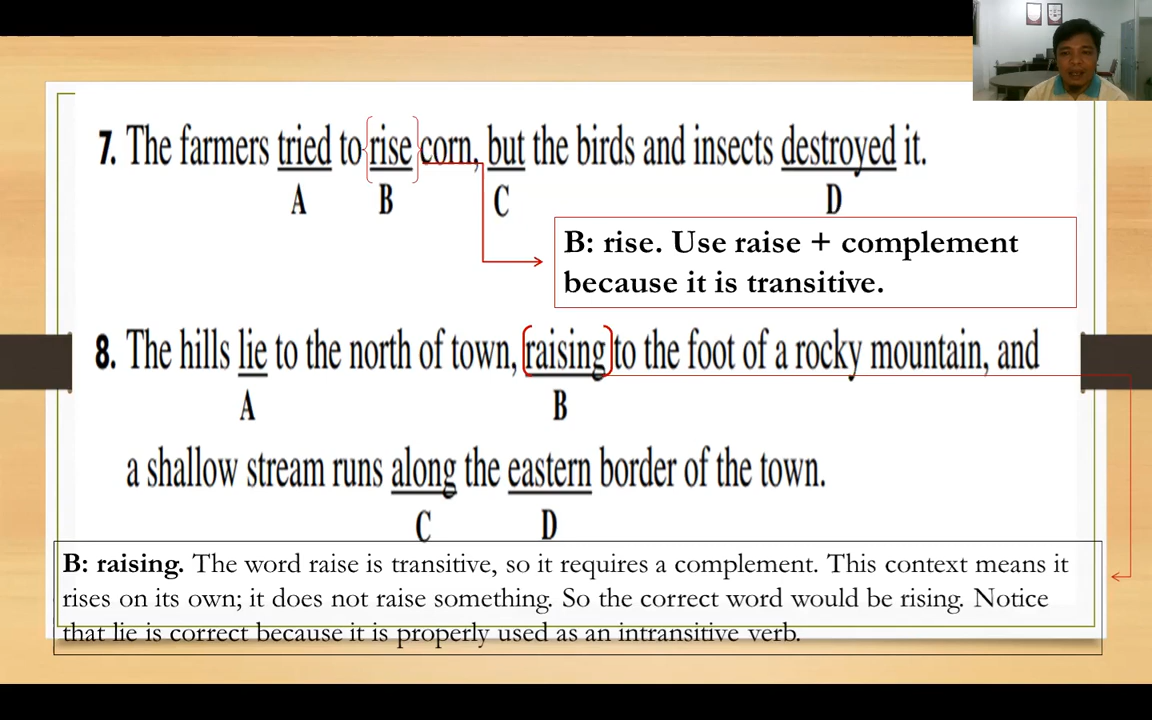 7. The farmers tried to rise corn, but the birds and insects destroyed it.
A B C D
B: rise. Use raise + complement
because it is transitive.
8. The hills lie to the north of town, raising to the foot of a rocky mountain, and
A B
a shallow stream runs along the eastern border of the town.
C D
B: raising. The word raise is transitive, so it requires a complement. This context means it
rises on its own; it does not raise something. So the correct word would be rising. Notice
that lie is correct because it is properly used as an intransitive verb.